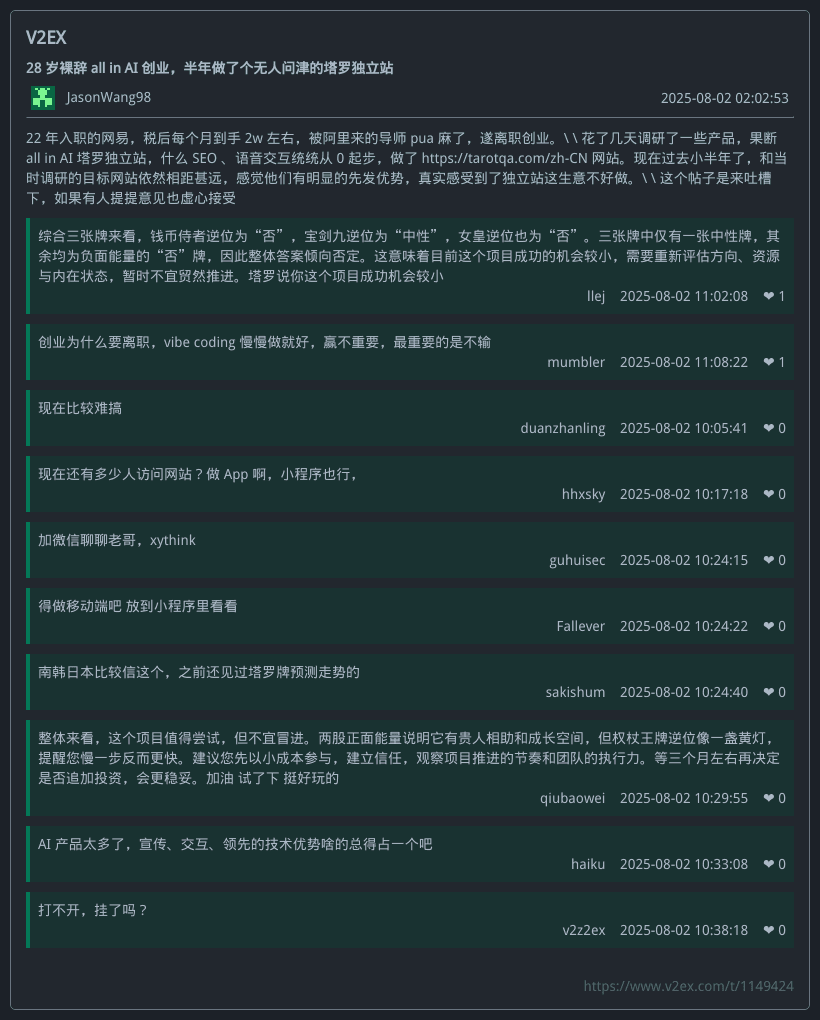 V2EX
28 岁裸辞 all in AI 创业，半年做了个无人问津的塔罗独立站
JasonWang98
2025-08-02 02:02:53
22 年入职的网易，税后每个月到手 2w 左右，被阿里来的导师 pua 麻了，遂离职创业。\ \ 花了几天调研了一些产品，果断
all in AI 塔罗独立站，什么 SEO 、语音交互统统从 0 起步，做了 https://tarotqa.com/zh-CN 网站。现在过去小半年了，和当
时调研的目标网站依然相距甚远，感觉他们有明显的先发优势，真实感受到了独立站这生意不好做。\ \ 这个帖子是来吐槽
下，如果有人提提意见也虚心接受
综合三张牌来看，钱币侍者逆位为“否”，宝剑九逆位为“中性”，女皇逆位也为“否”。三张牌中仅有一张中性牌，其
余均为负面能量的“否”牌，因此整体答案倾向否定。这意味着目前这个项目成功的机会较小，需要重新评估方向、资源
与内在状态，暂时不宜贸然推进。塔罗说你这个项目成功机会较小
llej 2025-08-02 11:02:08 ❤ 1
创业为什么要离职，vibe coding 慢慢做就好，赢不重要，最重要的是不输
mumbler 2025-08-02 11:08:22 ❤ 1
现在比较难搞
duanzhanling 2025-08-02 10:05:41 ❤ 0
现在还有多少人访问网站？做 App 啊，小程序也行，
hhxsky 2025-08-02 10:17:18 ❤ 0
加微信聊聊老哥，xythink
guhuisec 2025-08-02 10:24:15 ❤ 0
得做移动端吧 放到小程序里看看
Fallever 2025-08-02 10:24:22 ❤ 0
南韩日本比较信这个，之前还见过塔罗牌预测走势的
sakishum 2025-08-02 10:24:40 ❤ 0
整体来看，这个项目值得尝试，但不宜冒进。两股正面能量说明它有贵人相助和成长空间，但权杖王牌逆位像一盏黄灯，
提醒您慢一步反而更快。建议您先以小成本参与，建立信任，观察项目推进的节奏和团队的执行力。等三个月左右再决定
是否追加投资，会更稳妥。加油 试了下 挺好玩的
qiubaowei 2025-08-02 10:29:55 ❤ 0
AI 产品太多了，宣传、交互、领先的技术优势啥的总得占一个吧
haiku 2025-08-02 10:33:08 ❤ 0
打不开，挂了吗？
v2z2ex 2025-08-02 10:38:18 ❤ 0
https://www.v2ex.com/t/1149424